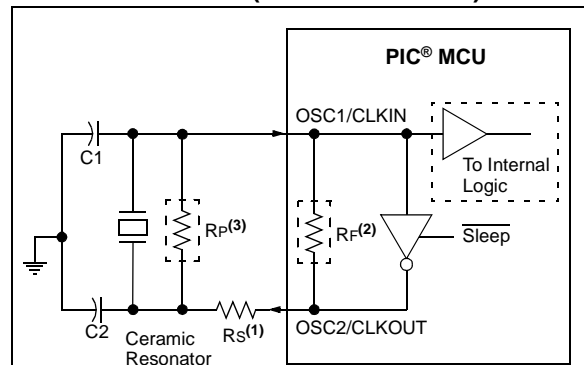 PIC® MCU
OSC1/CLKIN
C1
To Internal
Logic
RP(3)
RF(2)
Sleep
C2
Ceramic
Resonator
RS(1)
OSC2/CLKOUT